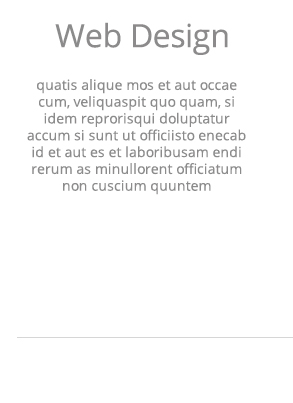 Web Design
quatis alique mos et aut occae
cum, veliquaspit quo quam, si
idem reprorisqui doluptatur
accum si sunt ut officiisto enecab
id et aut es et laboribusam endi
rerum as minullorent officiatum
non cuscium quuntem